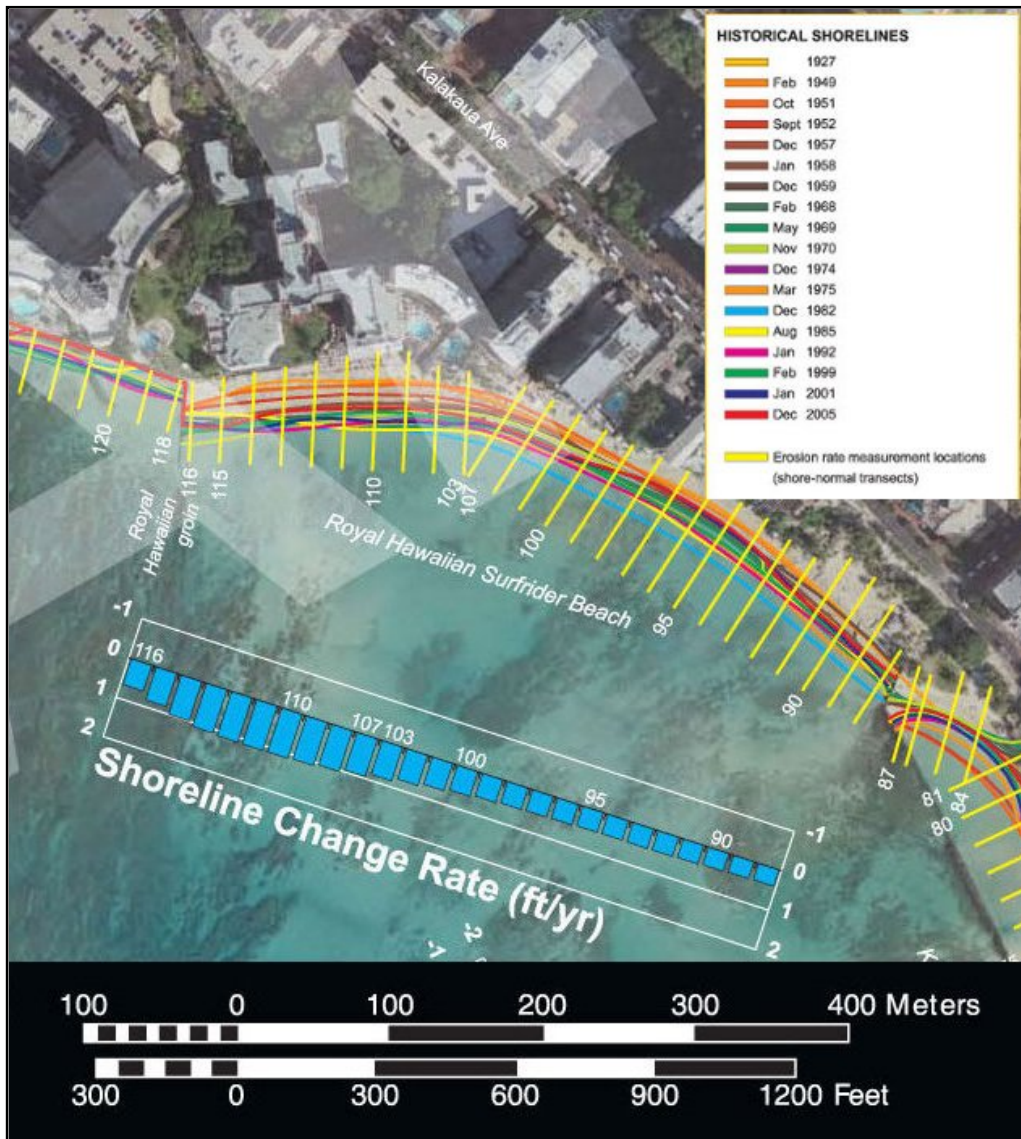 HISTORICAL SHORELINES
1927
Feb 1949
Oct 1951
Sept 1952
Dec 1957
Jan 1958
Dec 1959
Feb 1968
May 1969
Nov 1970
Dec 1974
Mar 1975
Dec 1982
Aug 1985
Jan 1992
Feb 1999
Jan 2001
Dec 2005
Erosion rate measurement locations
(shore-normal transects)
Kalakaua Ave
120
118
116
115
110
103
107
100
95
90
87
81
84
80
Royal
Hawaiian
groin
Royal Hawaiian Surfrider Beach
-1
0
1
2
116
110
107
103
100
95
90
-1
0
1
2
Shoreline Change Rate (ft/yr)
-1
-2
K
100 0 100 200 300 400 Meters
300 0 300 600 900 1200 Feet